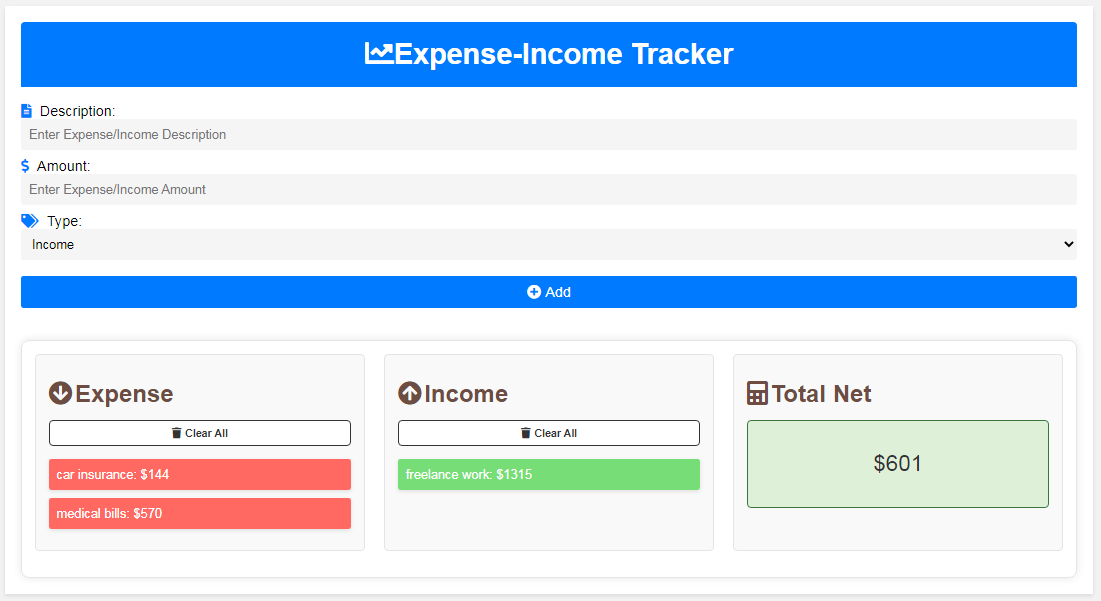 Expense-Income Tracker
Description:
Enter Expense/Income Description
Amount:
Enter Expense/Income Amount
Type:
Income
Add
Expense
Clear All
car insurance: $144
medical bills: $570
Income
Clear All
freelance work: $1315
Total Net
$601